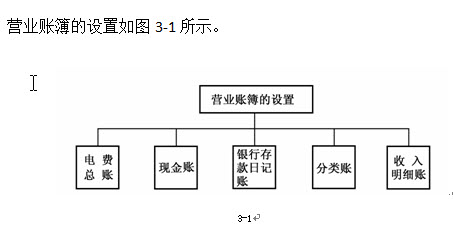 营业账簿的设置如图 3-1 所示。
营业账簿的设置
电 费
总 账
现金账
银行存
款日记
账
分类账
收 入
明细账
3-1